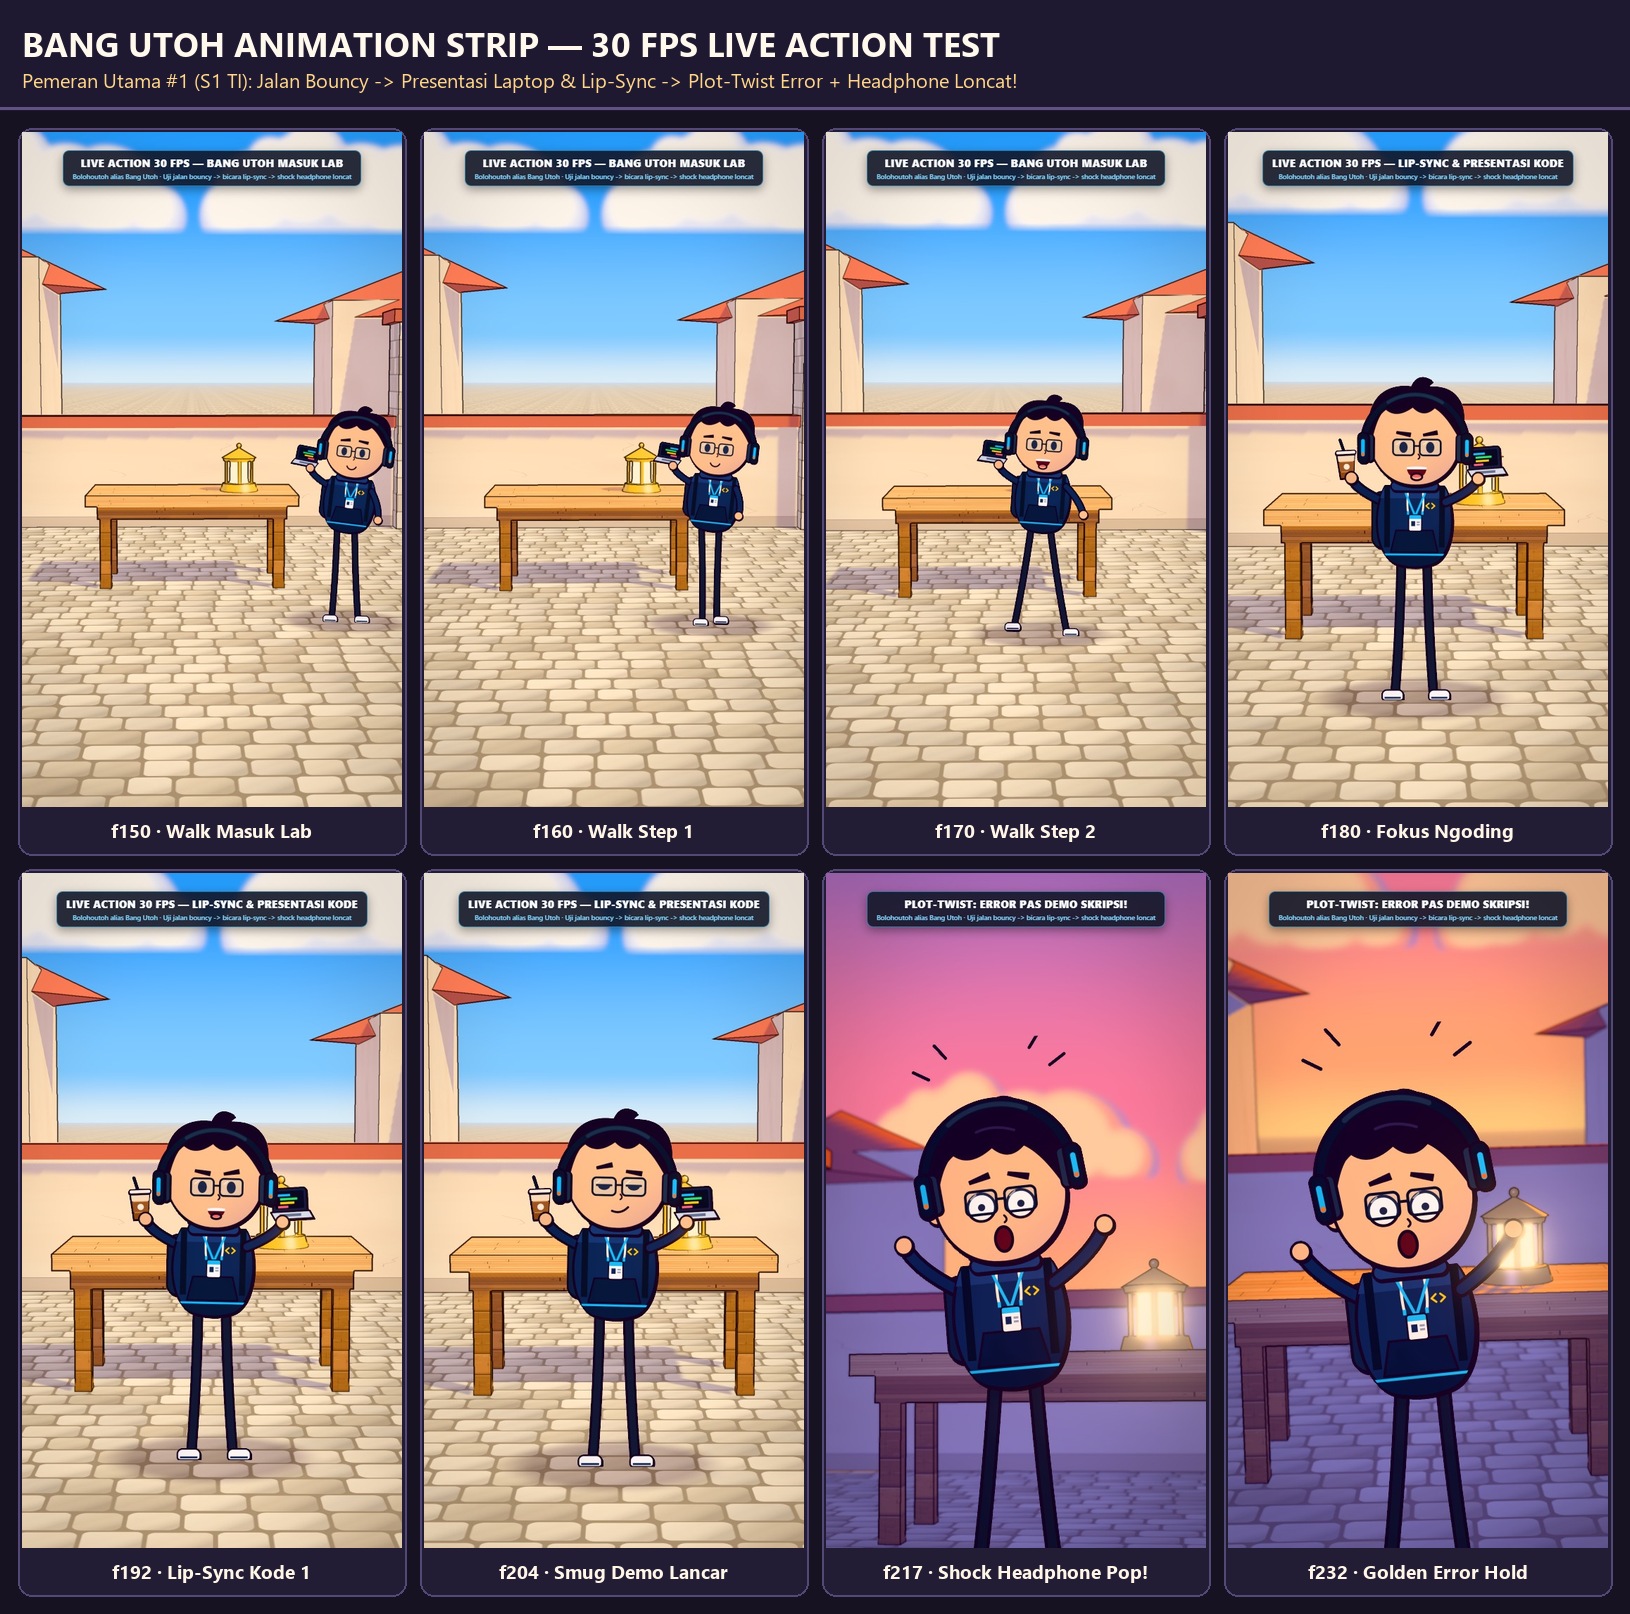 BANG UTOH ANIMATION STRIP — 30 FPS LIVE ACTION TEST
Pemeran Utama #1 (S1 TI): Jalan Bouncy -> Presentasi Laptop & Lip-Sync -> Plot-Twist Error + Headphone Loncat!
LIVE ACTION 30 FPS — BANG UTOH MASUK LAB
Bolohoutoh alias Bang Utoh · Uji jalan bouncy -> bicara lip-sync -> shock headphone loncat
f150 · Walk Masuk Lab
LIVE ACTION 30 FPS — BANG UTOH MASUK LAB
Bolohoutoh alias Bang Utoh · Uji jalan bouncy -> bicara lip-sync -> shock headphone loncat
f160 · Walk Step 1
LIVE ACTION 30 FPS — BANG UTOH MASUK LAB
Bolohoutoh alias Bang Utoh · Uji jalan bouncy -> bicara lip-sync -> shock headphone loncat
f170 · Walk Step 2
LIVE ACTION 30 FPS — LIP-SYNC & PRESENTASI KODE
Bolohoutoh alias Bang Utoh · Uji jalan bouncy -> bicara lip-sync -> shock headphone loncat
<>
f180 · Fokus Ngoding
LIVE ACTION 30 FPS — LIP-SYNC & PRESENTASI KODE
Bolohoutoh alias Bang Utoh · Uji jalan bouncy -> bicara lip-sync -> shock headphone loncat
<>
f192 · Lip-Sync Kode 1
LIVE ACTION 30 FPS — LIP-SYNC & PRESENTASI KODE
Bolohoutoh alias Bang Utoh · Uji jalan bouncy -> bicara lip-sync -> shock headphone loncat
<>
f204 · Smug Demo Lancar
PLOT-TWIST: ERROR PAS DEMO SKRIPSI!
Bolohoutoh alias Bang Utoh · Uji jalan bouncy -> bicara lip-sync -> shock headphone loncat
<>
f217 · Shock Headphone Pop!
PLOT-TWIST: ERROR PAS DEMO SKRIPSI!
Bolohoutoh alias Bang Utoh · Uji jalan bouncy -> bicara lip-sync -> shock headphone loncat
<>
f232 · Golden Error Hold